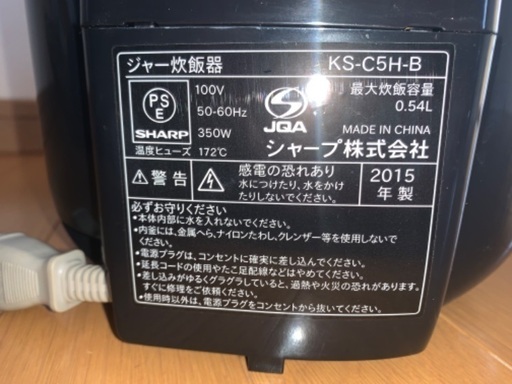 ジャー炊飯器 KS-C5H-B
PS
E
100V
50-60Hz
SHARP 350W
温度ヒューズ 172℃
JQA
最大炊飯容量
0.54L
MADE IN CHINA
シャープ株式会社
警告
感電の恐れあり
水につけたり、水をかけ
たりしないでください。
2015
年製
必ずお守りください
•本体内部に水を入れないでください。
•内釜には、金属へら、ナイロンたわし、クレンザー等を使用しない
でください。
•電源プラグは、コンセントに確実に差し込んでください。
•延長コードの使用やたこ足配線などはやめてください。
•差し込みがゆるくグラグラしていると、過熱や火災の恐れがあります
すぐに修理をご依頼ください。
•使用時以外は、電源プラグをコンセントから抜いてください。